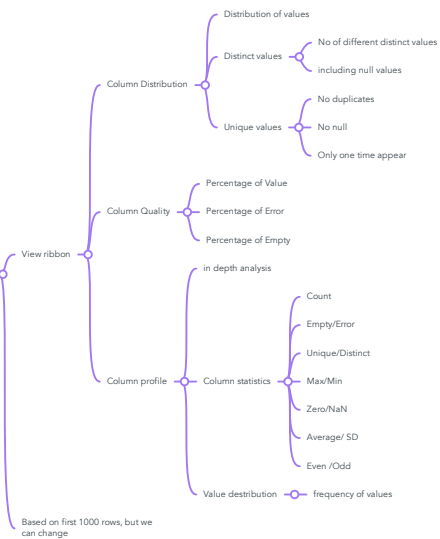 Distribution of values
No of different distinct values
Distinct values
including null values
Column Distribution
No duplicates
Unique values
No null
Only one time appear
Percentage of Value
Column Quality
Percentage of Error
Percentage of Empty
View ribbon
in depth analysis
Count
Empty/Error
Unique/Distinct
Column profile
Column statistics
Max/Min
Zero/NaN
Average/ SD
Even /Odd
Value destribution
frequency of values
Based on first 1000 rows, but we
can change